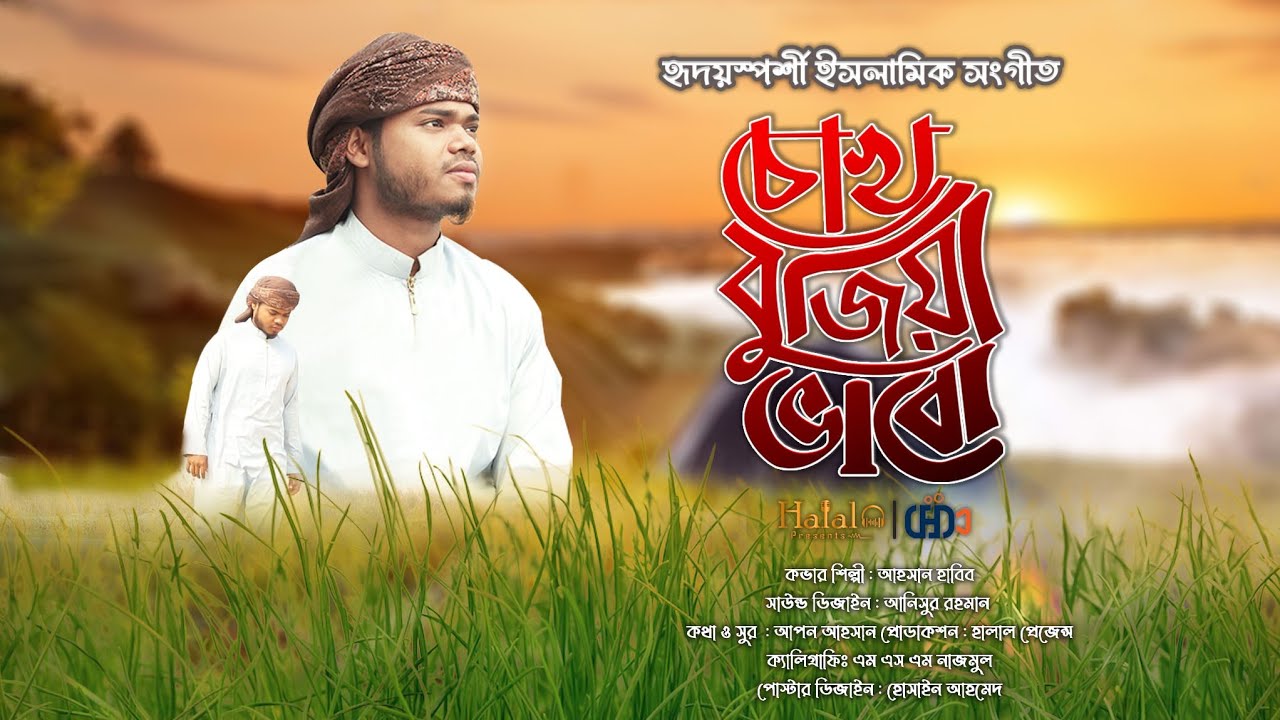 হৃদয়স্পর্শী ইসলামিক সংগীত
চোখ
বুজিয়া
ভাবো
Halal
Presents
কভার শিল্পী : আহসান হাবিব
সাউন্ড ডিজাইন : আনিসুর রহমান
কথা ও সুর : আপন আহসান প্রোডাকশন : হালাল প্রেজেন্স
ক্যালিগ্রাফিঃ এম এস এম নাজমুল
পোস্টার ডিজাইন : হোসাইন আহমেদ